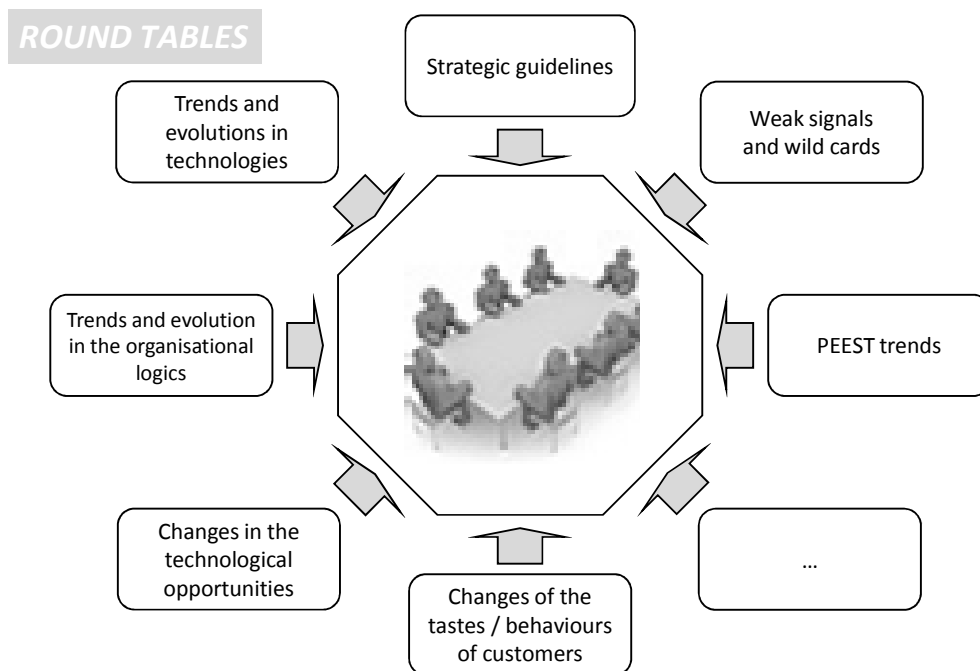 ROUND TABLES
Strategic guidelines
Trends and
evolutions in
technologies
Weak signals
and wild cards
Trends and evolution
in the organisational
logics
PEEST trends
Changes in the
technological
opportunities
Changes of the
tastes / behaviours
of customers
...